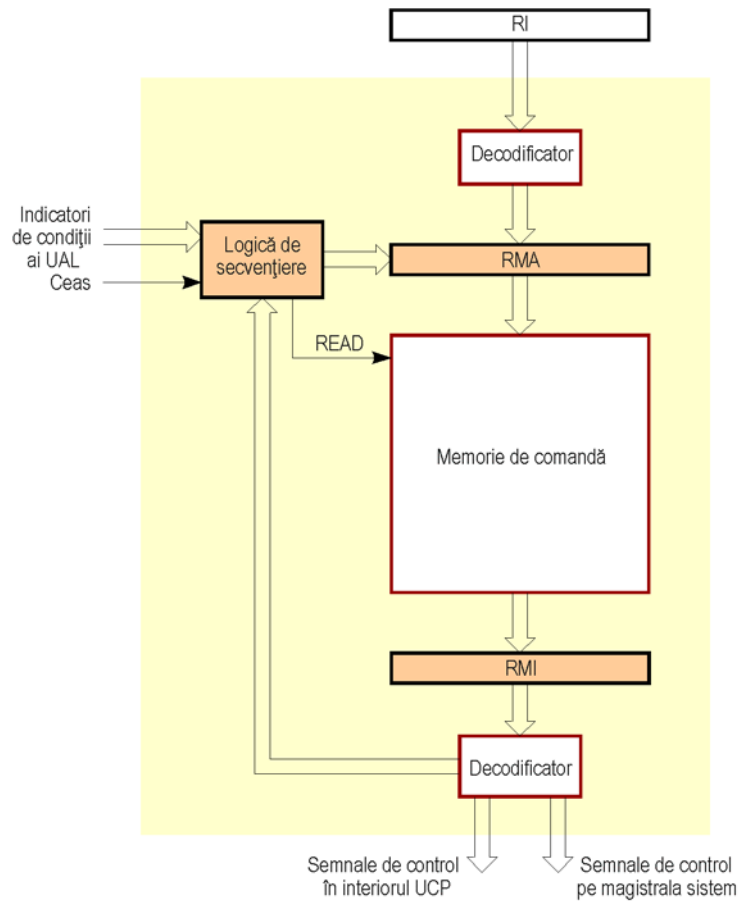 RI
Decodificator
Indicatori
de condiţii
ai UAL
Ceas
Logică de
secvenţiere
RMA
READ
Memorie de comandă
RMI
Decodificator
Semnale de control
în interiorul UCP
Semnale de control
pe magistrala sistem